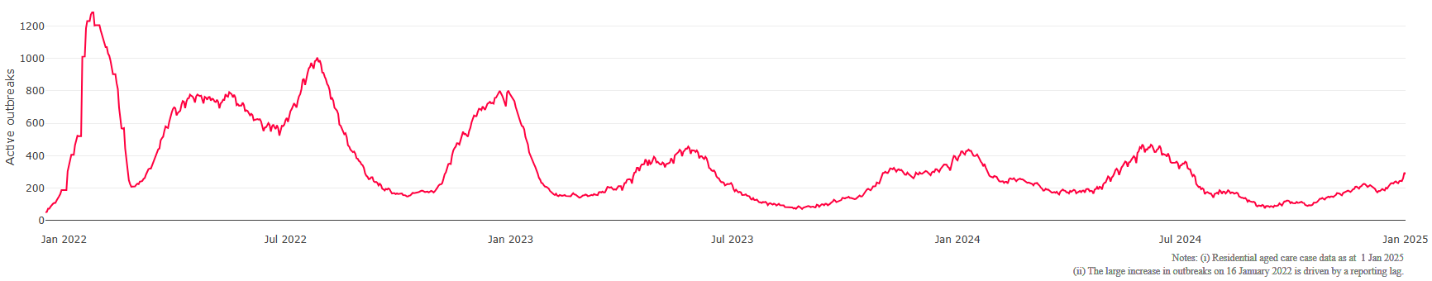 Active outbreaks
1200
1000
800
600
400
200
0
Jan 2022 Jul 2022 Jan 2023 Jul 2023 Jan 2024 Jul 2024 Jan 2025
Notes: (i) Residential aged care case data as at 1 Jan 2025
(ii) The large increase in outbreaks on 16 January 2022 is driven by a reporting lag.